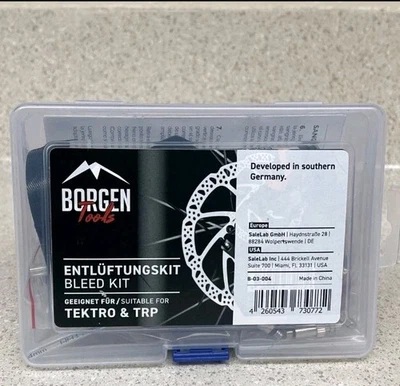 BORGEN
Tools
ENTLÜFTUNGSKIT
BLEED KIT
GEEIGNET FÜR / SUITABLE FOR
TEKTRO & TRP
Developed in southern
Germany.
Europe
SaleLab GmbH | Haydnstraße 28 |
88284 Wolpertswende | DE
USA
SaleLab Inc | 444 Brickell Avenue
Suite 700 | Miami, FL 33131 | USA
B-03-004 Made in China
4 260543 730772